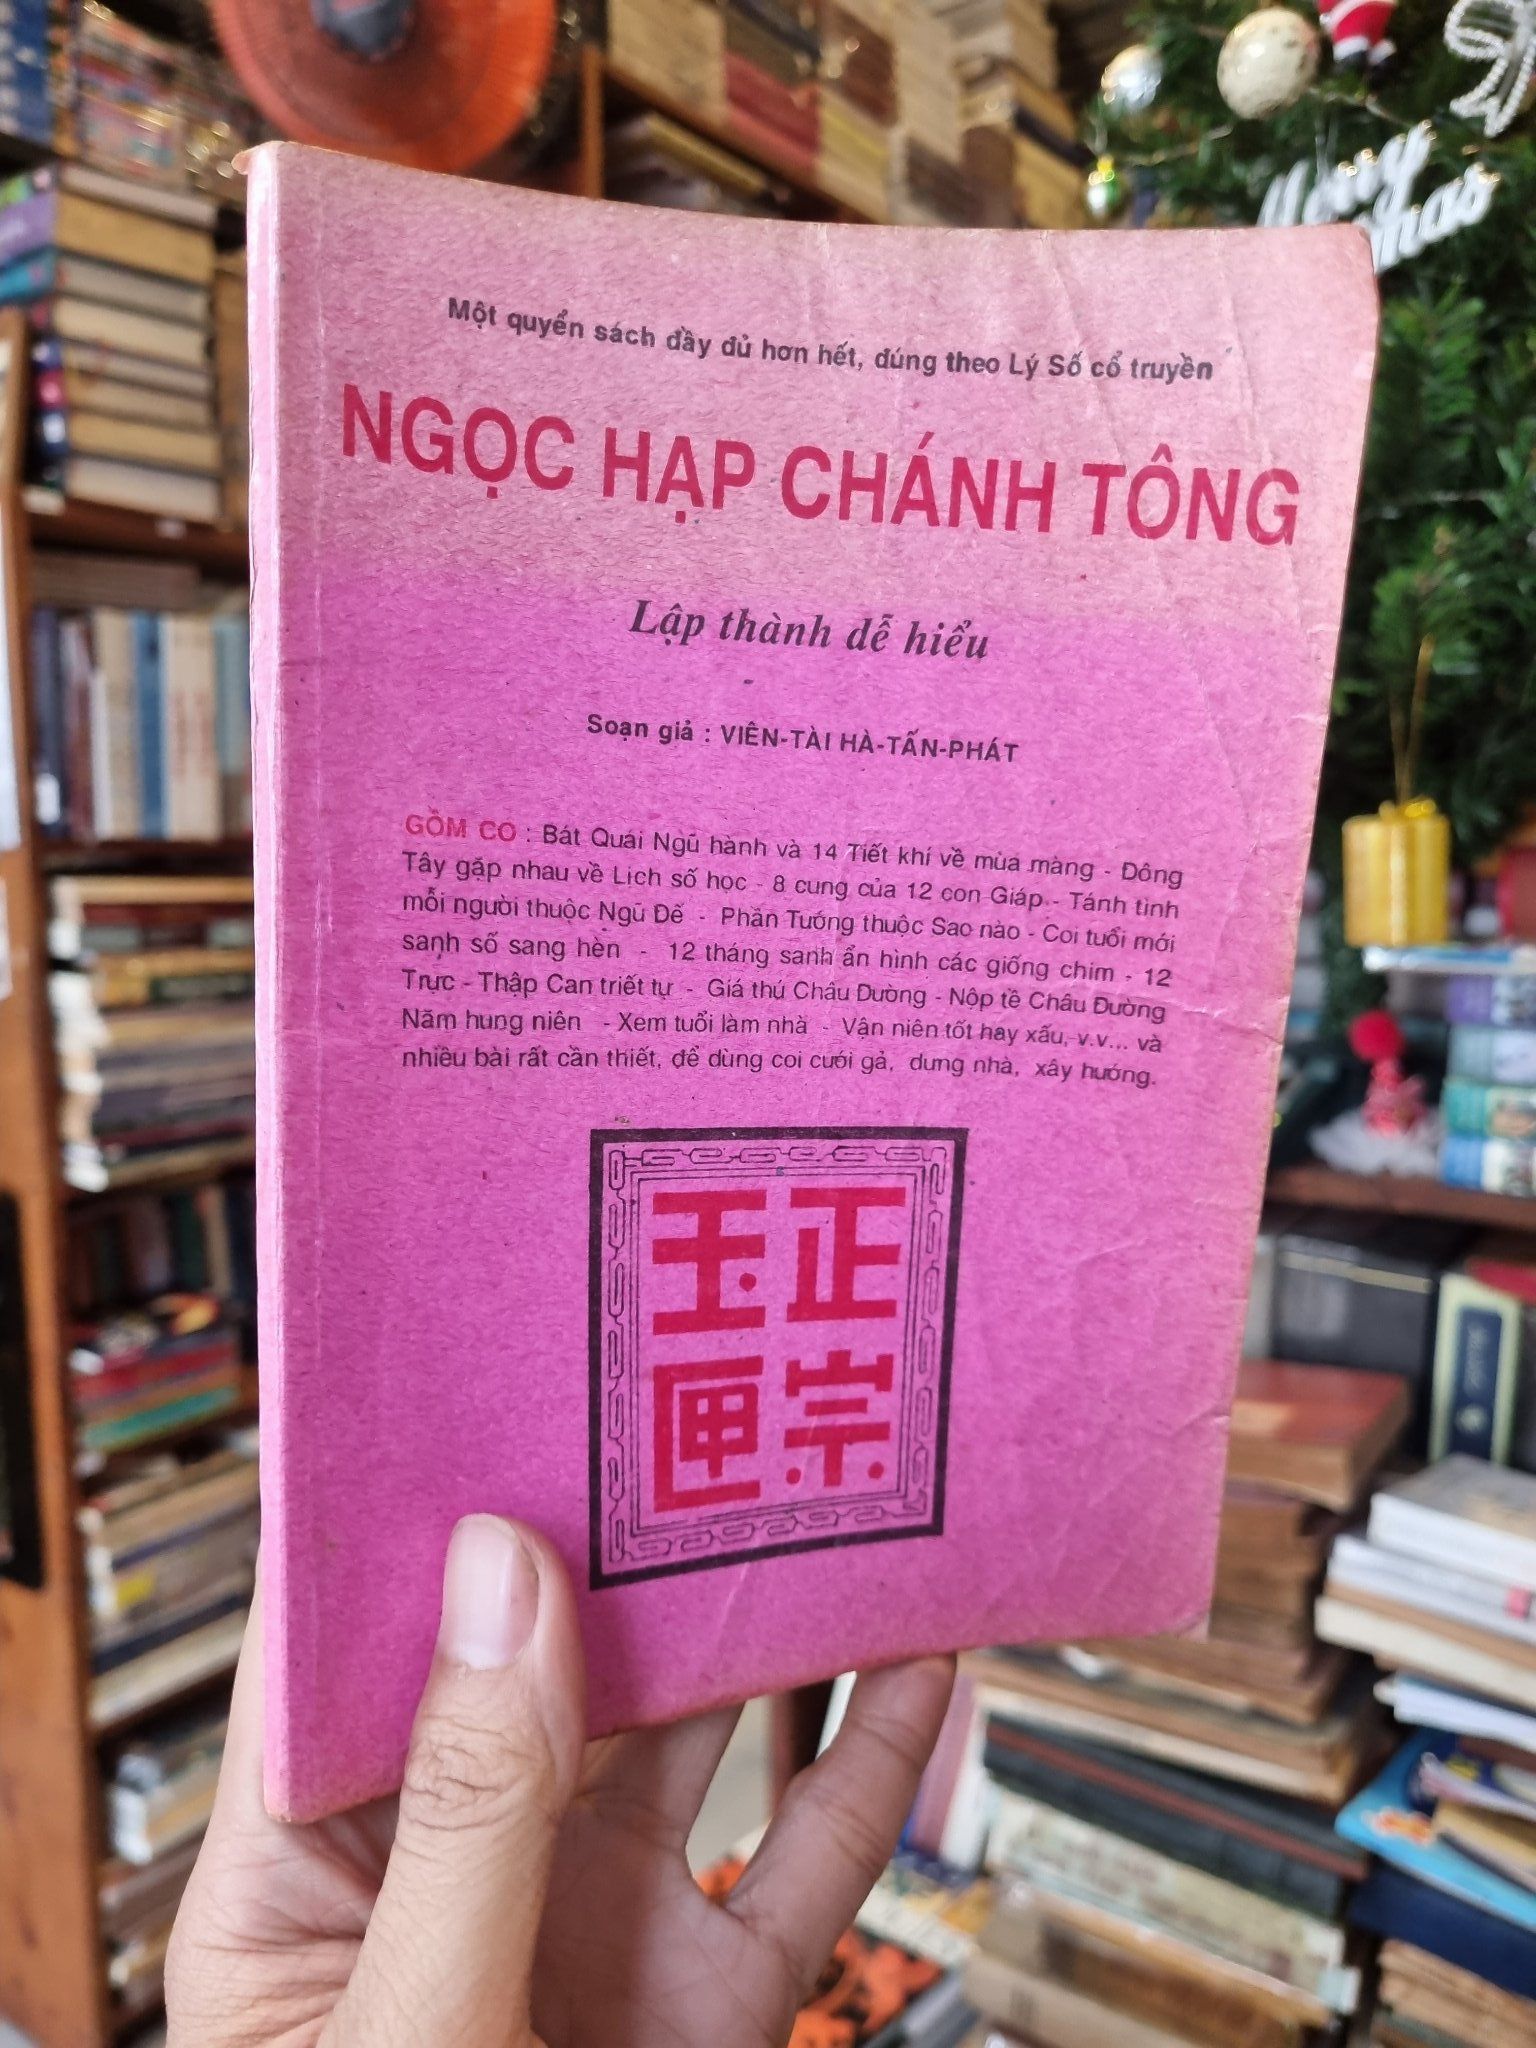 Một quyển sách đầy đủ hơn hết, đúng theo Lý Số cổ truyền
NGỌC HẠP CHÁNH TÔNG
Lập thành dễ hiểu
Soạn giả : VIÊN-TÀI HÀ-TẤN-PHÁT
GỒM CÓ : Bát Quái Ngũ hành và 14 Tiết khí về mùa màng - Đông
Tây gặp nhau về Lịch số học - 8 cung của 12 con Giáp - Tánh tình
mỗi người thuộc Ngũ Đế - Phần Tướng thuộc Sao nào - Coi tuổi mới
sanh số sang hèn - 12 tháng sanh ẩn hình các giống chim - 12
Trực - Thập Can triết tự - Giá thú Châu Đường - Nộp tề Châu Đường
Năm hung niên - Xem tuổi làm nhà - Vận niên tốt hay xấu, v.v... và
nhiều bài rất cần thiết, để dùng coi cưới gả, dựng nhà, xây hướng.
玉正
匣宗
Merry